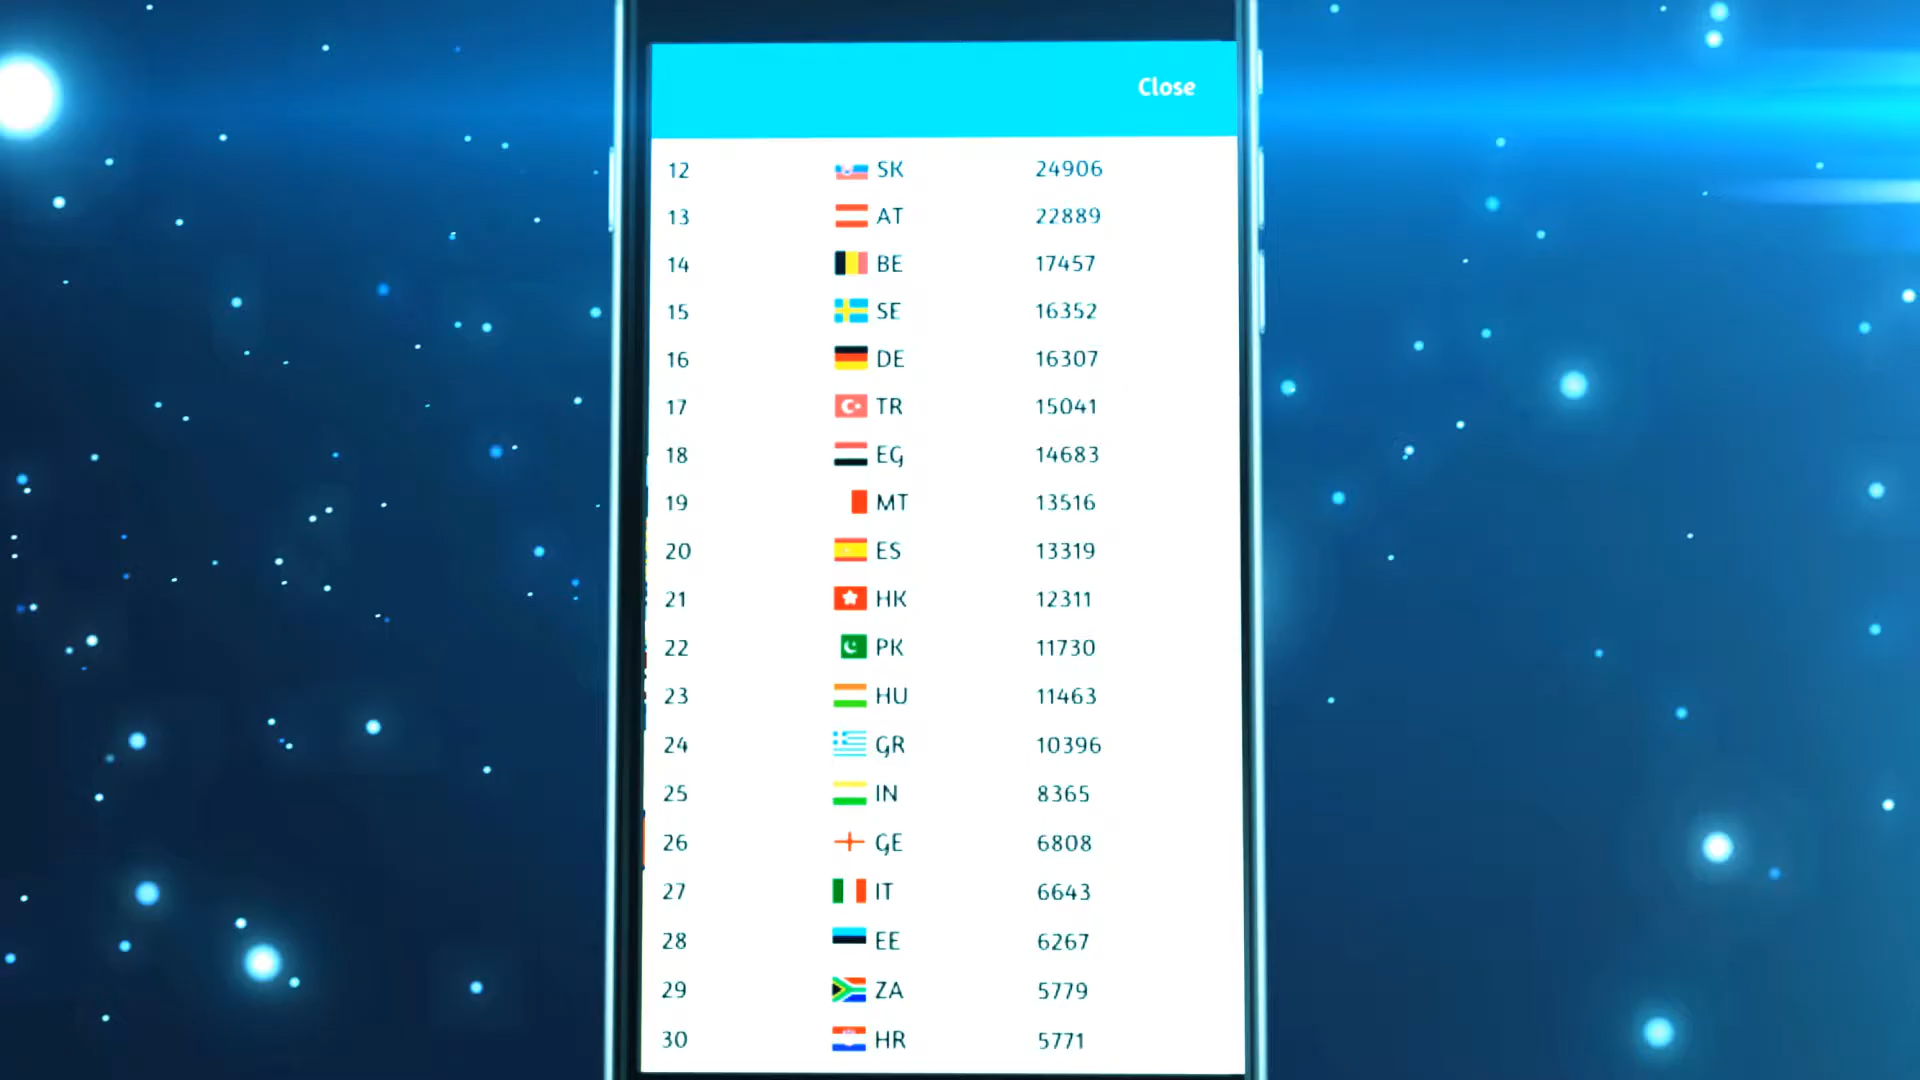 Close
12 SK 24906
13 AT 22889
14 BE 17457
15 SE 16352
16 DE 16307
17 TR 15041
18 EG 14683
19 MT 13516
20 ES 13319
21 HK 12311
22 PK 11730
23 HU 11463
24 GR 10396
25 IN 8365
26 GE 6808
27 IT 6643
28 EE 6267
29 ZA 5779
30 HR 5771